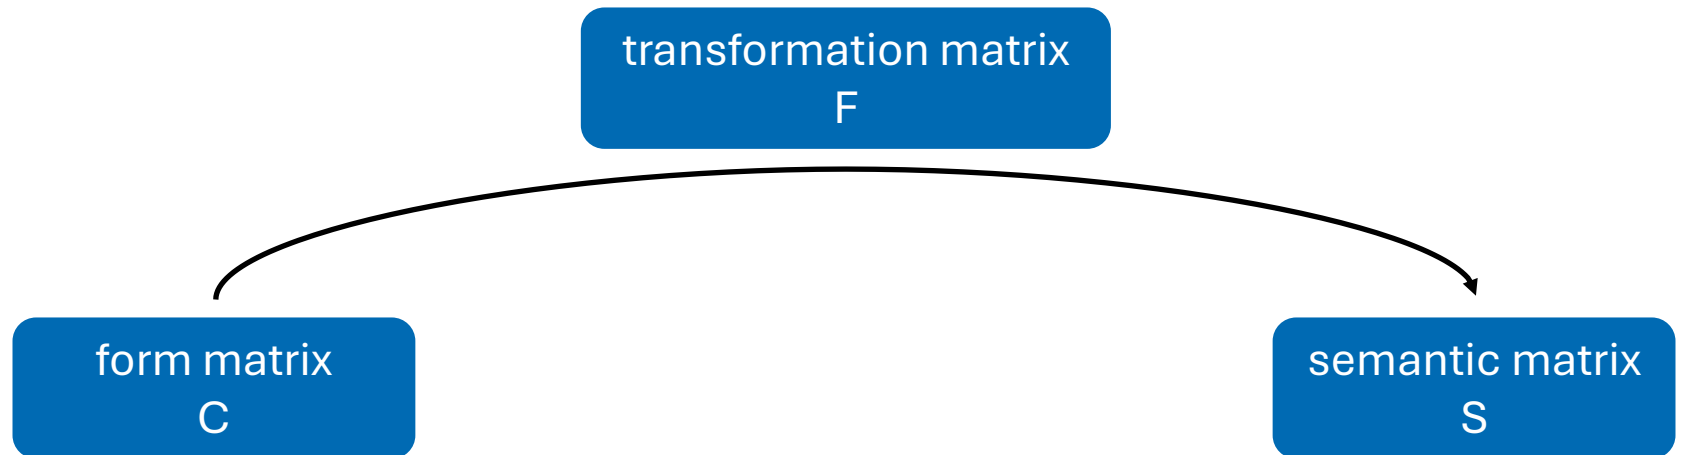 transformation matrix
F
form matrix
C
semantic matrix
S